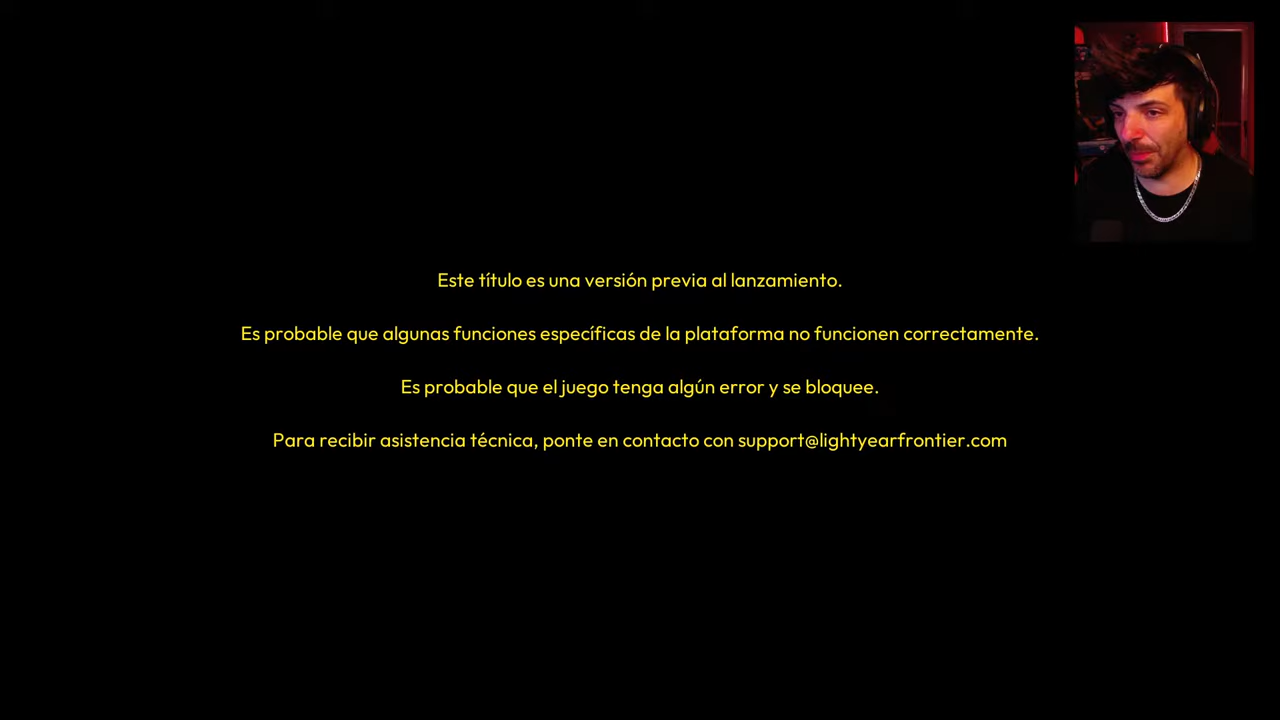 Este título es una versión previa al lanzamiento.
Es probable que algunas funciones específicas de la plataforma no funcionen correctamente.
Es probable que el juego tenga algún error y se bloquee.
Para recibir asistencia técnica, ponte en contacto con support@lightyearfrontier.com